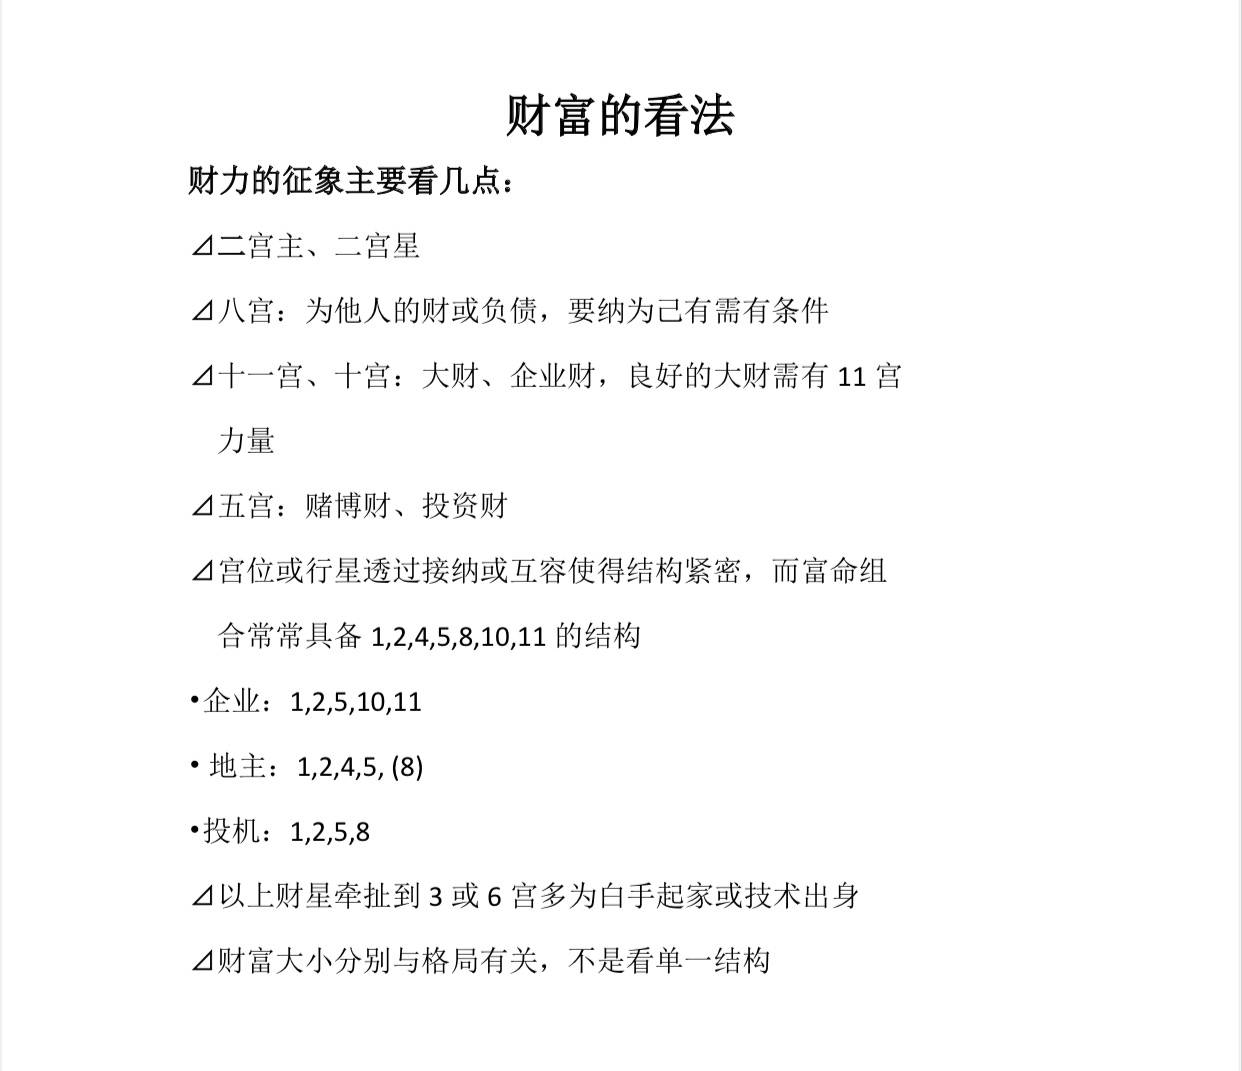 财富的看法
财力的征象主要看几点：
⊿二宫主、二宫星
⊿八宫：为他人的财或负债，要纳为己有需有条件
⊿十一宫、十宫：大财、企业财，良好的大财需有 11 宫
力量
⊿五宫：赌博财、投资财
⊿宫位或行星透过接纳或互容使得结构紧密，而富命组
合常常具备 1,2,4,5,8,10,11 的结构
•企业：1,2,5,10,11
• 地主：1,2,4,5, (8)
•投机：1,2,5,8
⊿以上财星牵扯到 3 或 6 宫多为白手起家或技术出身
⊿财富大小分别与格局有关，不是看单一结构